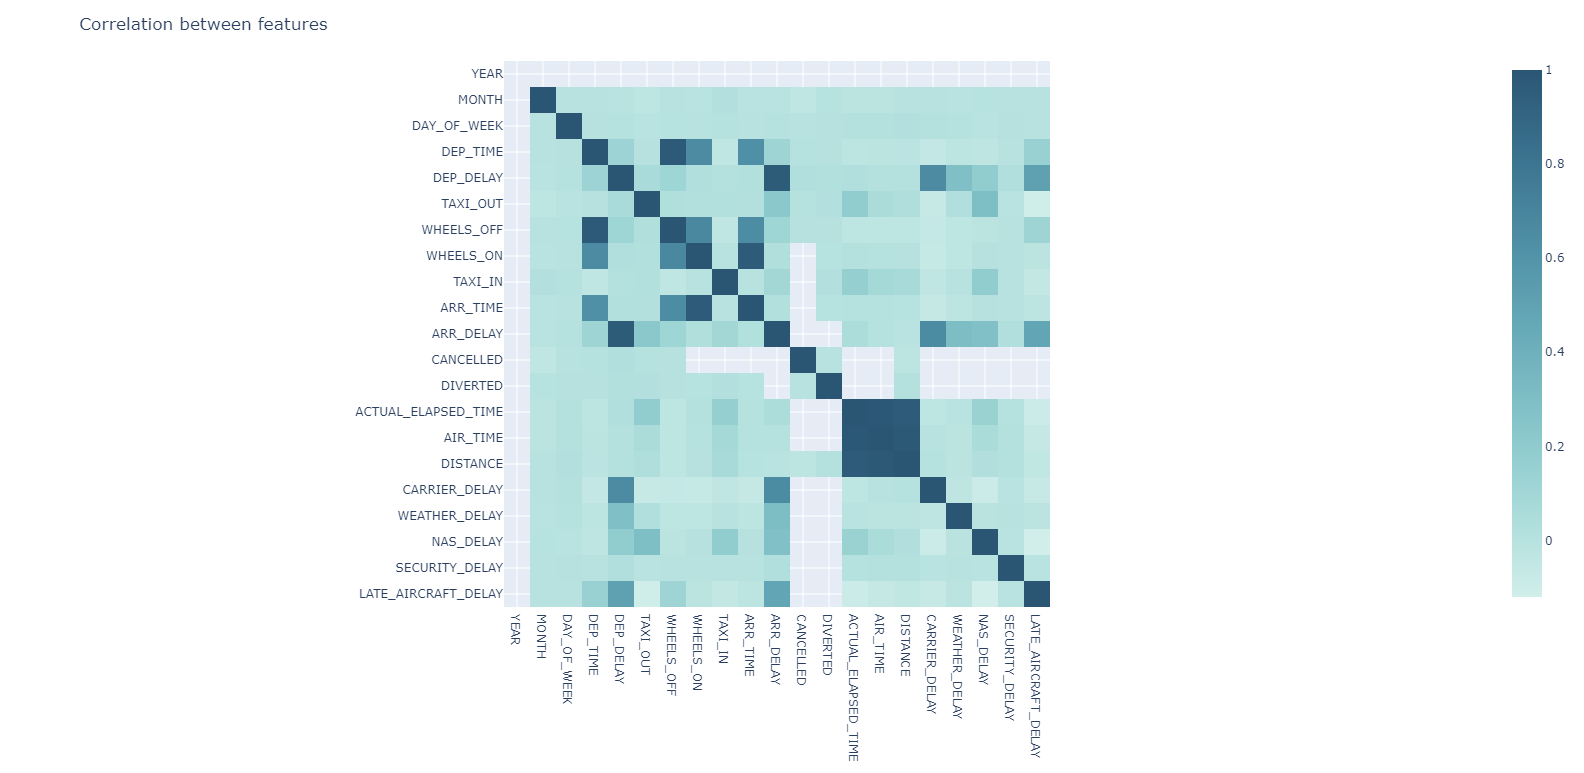 Correlation between features
YEAR
MONTH
DAY_OF_WEEK
DEP_TIME
DEP_DELAY
TAXI_OUT
WHEELS_OFF
WHEELS_ON
TAXI_IN
ARR_TIME
ARR_DELAY
CANCELLED
DIVERTED
ACTUAL_ELAPSED_TIME
AIR_TIME
DISTANCE
CARRIER_DELAY
WEATHER_DELAY
NAS_DELAY
SECURITY_DELAY
LATE_AIRCRAFT_DELAY
YEAR
MONTH
DAY_OF_WEEK
DEP_TIME
DEP_DELAY
TAXI_OUT
WHEELS_OFF
WHEELS_ON
TAXI_IN
ARR_TIME
ARR_DELAY
CANCELLED
DIVERTED
ACTUAL_ELAPSED_TIME
AIR_TIME
DISTANCE
CARRIER_DELAY
WEATHER_DELAY
NAS_DELAY
SECURITY_DELAY
LATE_AIRCRAFT_DELAY
1
0.8
0.6
0.4
0.2
0